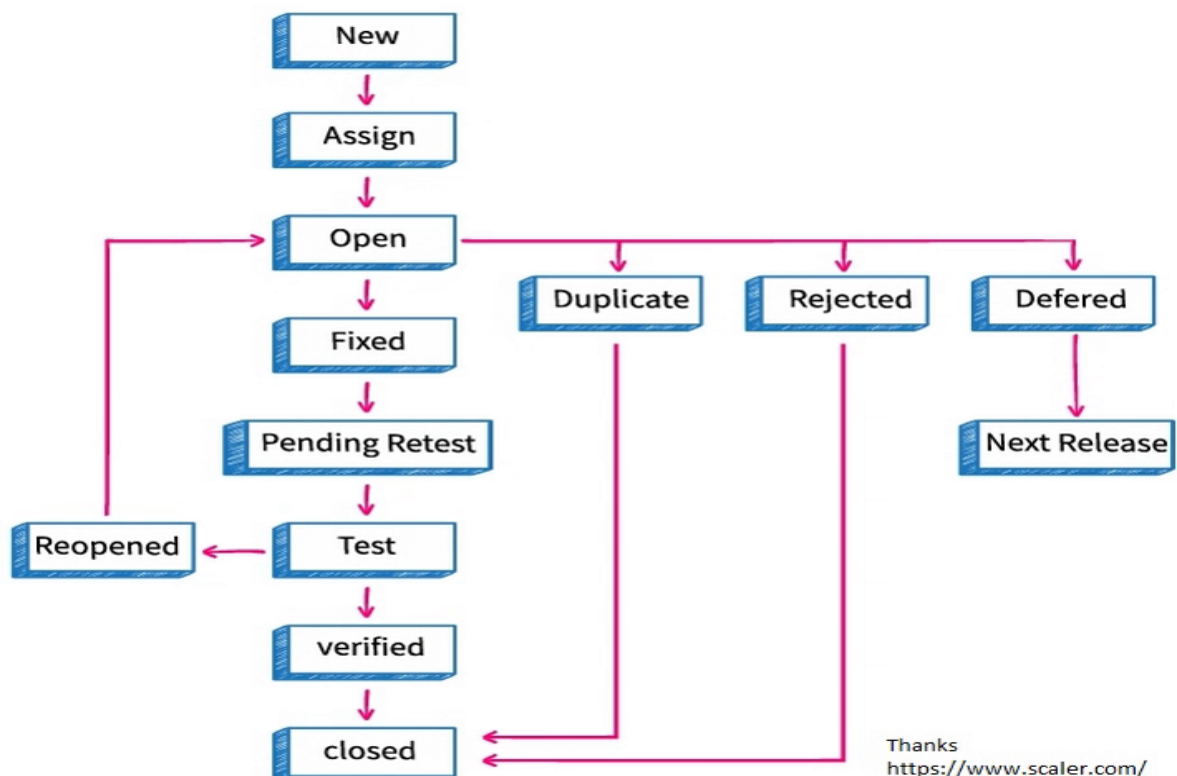 New
Assign
Open
Duplicate
Rejected
Defered
Fixed
Pending Retest
Next Release
Reopened
Test
verified
closed
Thanks
https://www.scaler.com/